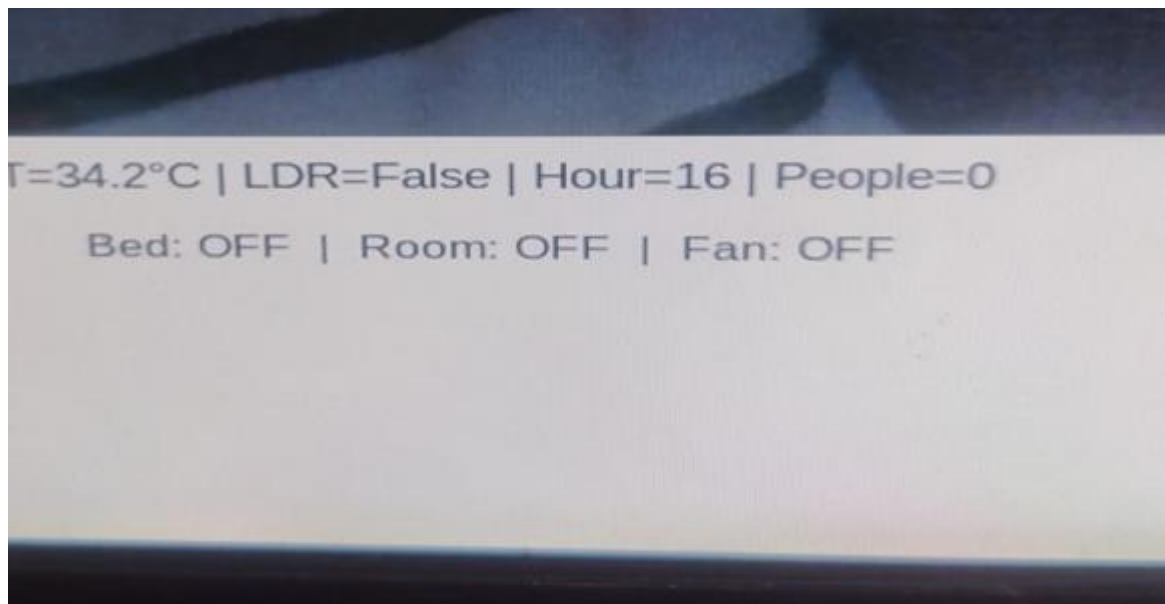 T=34.2°C | LDR=False | Hour=16 | People=0
Bed: OFF | Room: OFF | Fan: OFF